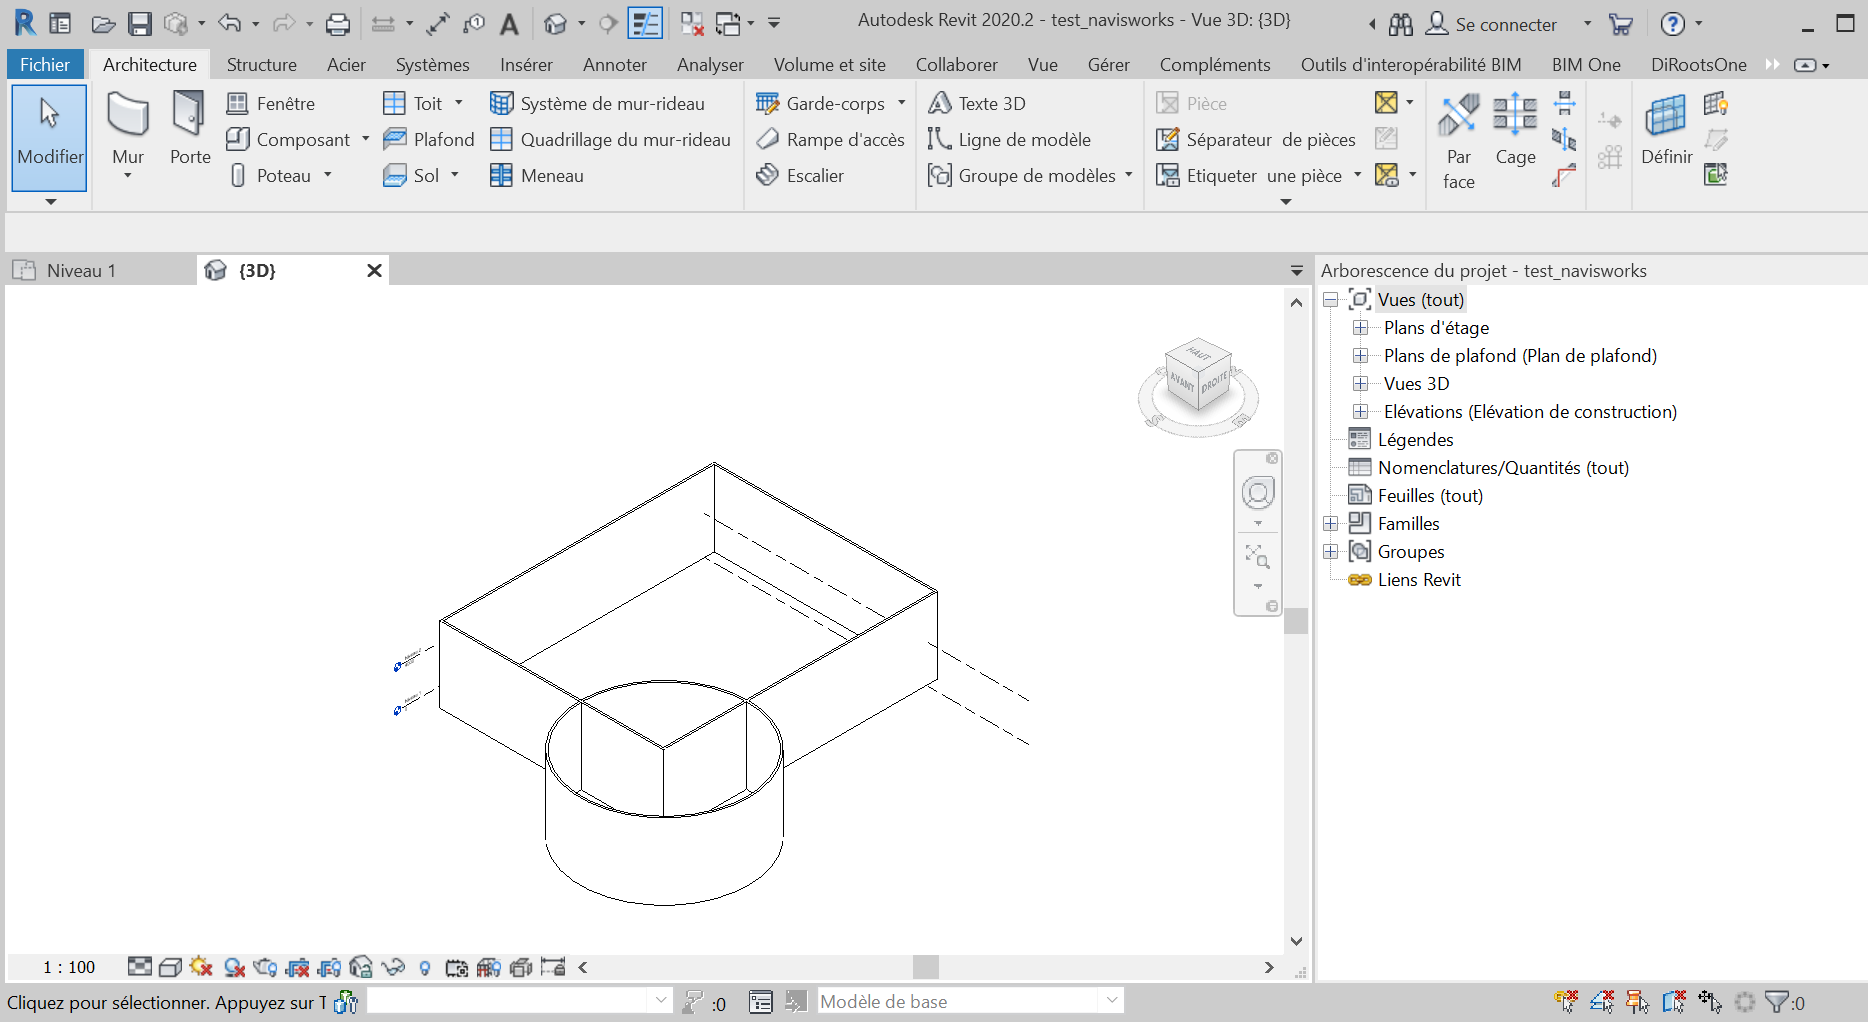 Autodesk Revit 2020.2 - test_navisworks - Vue 3D: {3D}
Se connecter
Fichier Architecture Structure Acier Systèmes Insérer Annoter Analyser Volume et site Collaborer Vue Gérer Compléments Outils d'interopérabilité BIM BIM One DiRootsOne
Modifier
Mur
Porte
Fenêtre
Composant
Poteau
Toit
Plafond
Sol
Système de mur-rideau
Quadrillage du mur-rideau
Meneau
Garde-corps
Rampe d'accès
Escalier
Texte 3D
Ligne de modèle
Groupe de modèles
Pièce
Séparateur de pièces
Etiqueter une pièce
Par
face
Cage
Définir
Niveau 1
{3D}
HAUT
AVANT
DROITE
1 : 100
Arborescence du projet - test_navisworks
Vues (tout)
Plans d'étage
Plans de plafond (Plan de plafond)
Vues 3D
Elévations (Elévation de construction)
Légendes
Nomenclatures/Quantités (tout)
Feuilles (tout)
Familles
Groupes
Liens Revit
Cliquez pour sélectionner. Appuyez sur T
:0
Modèle de base
:0